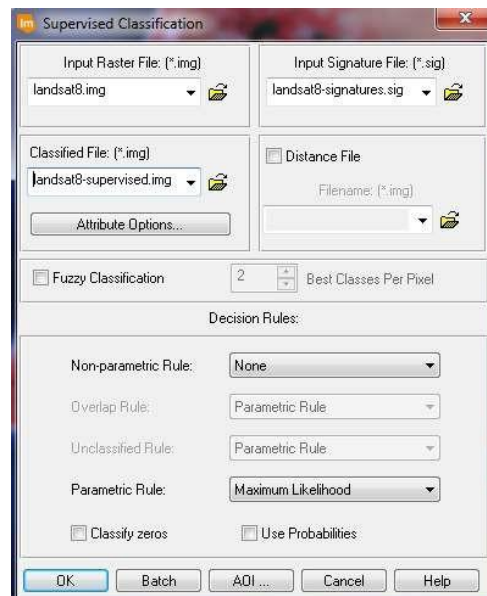 Im Supervised Classification
Input Raster File: (*.img)
Input Signature File: (*.sig)
landsat8.img
landsat8-signatures.sig
Classified File: (*.img)
Distance File
landsat8-supervised.img
Filename: (*.img)
Attribute Options...
Fuzzy Classification
2
Best Classes Per Pixel
Decision Rules:
Non-parametric Rule:
None
Overlap Rule:
Parametric Rule
Unclassified Rule:
Parametric Rule
Parametric Rule:
Maximum Likelihood
Classify zeros
Use Probabilities
OK
Batch
AOI ...
Cancel
Help